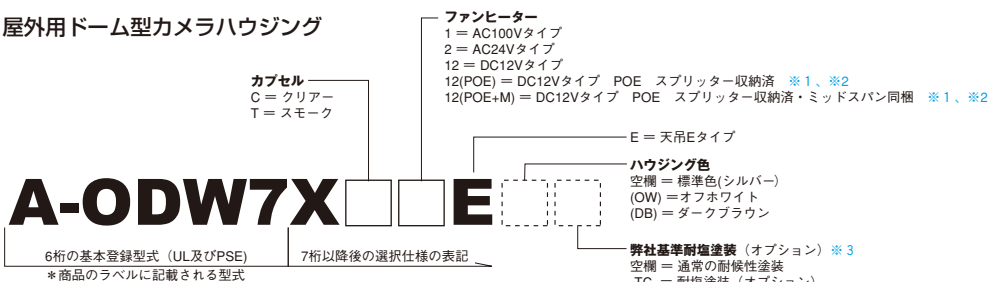 屋外用ドーム型カメラハウジング
ファンヒーター
1 = AC100Vタイプ
2 = AC24Vタイプ
12 = DC12Vタイプ
12(POE) = DC12Vタイプ POE スプリッター収納済 ※1、※2
12(POE+M) = DC12Vタイプ POE スプリッター収納済・ミッドスパン同梱 ※1、※2
カプセル
C = クリアー
T = スモーク
E = 天吊Eタイプ
ハウジング色
空欄 = 標準色(シルバー)
(OW) =オフホワイト
(DB) = ダークブラウン
A-ODW7X□□E
6桁の基本登録型式(UL及びPSE)
7桁以降後の選択仕様の表記
*商品のラベルに記載される型式
弊社基準耐塩塗装(オプション)※3
空欄 = 通常の耐候性塗装
-TC = 耐塩塗装(オプション)